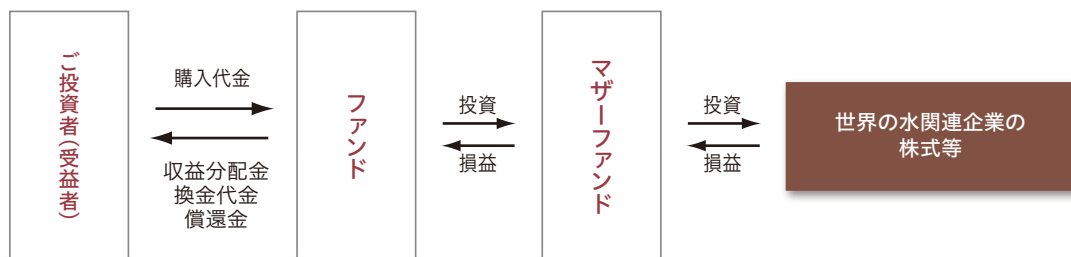 ご投資者(受益者)
購入代金
収益分配金
換金代金
償還金
ファンド
投資
損益
マザーファンド
投資
損益
世界の水関連企業の
株式等